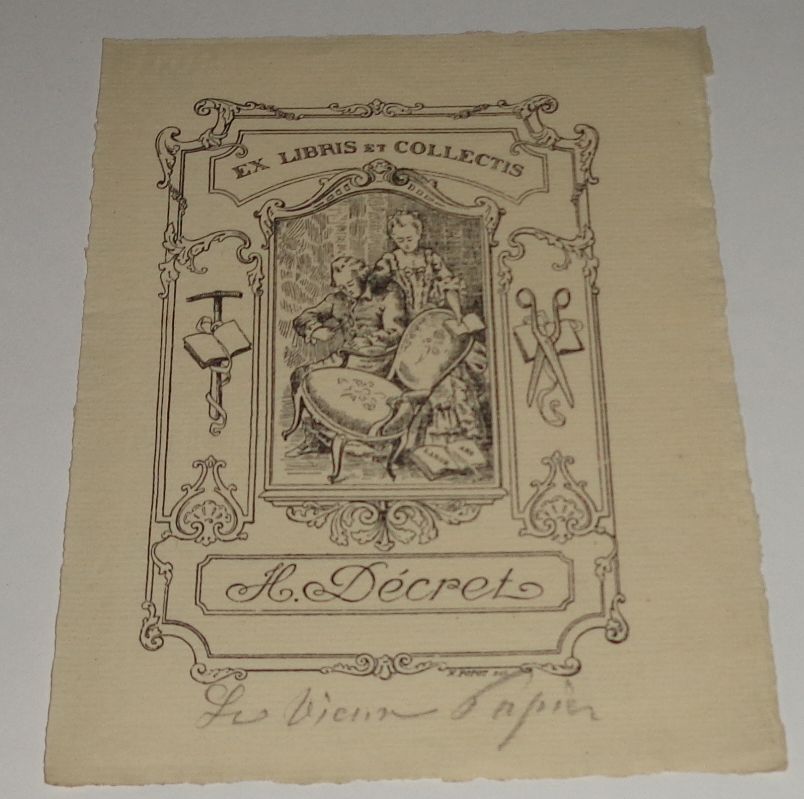 EX LIBRIS ET COLLECTIS
H. Décret
Le Vieux Papier